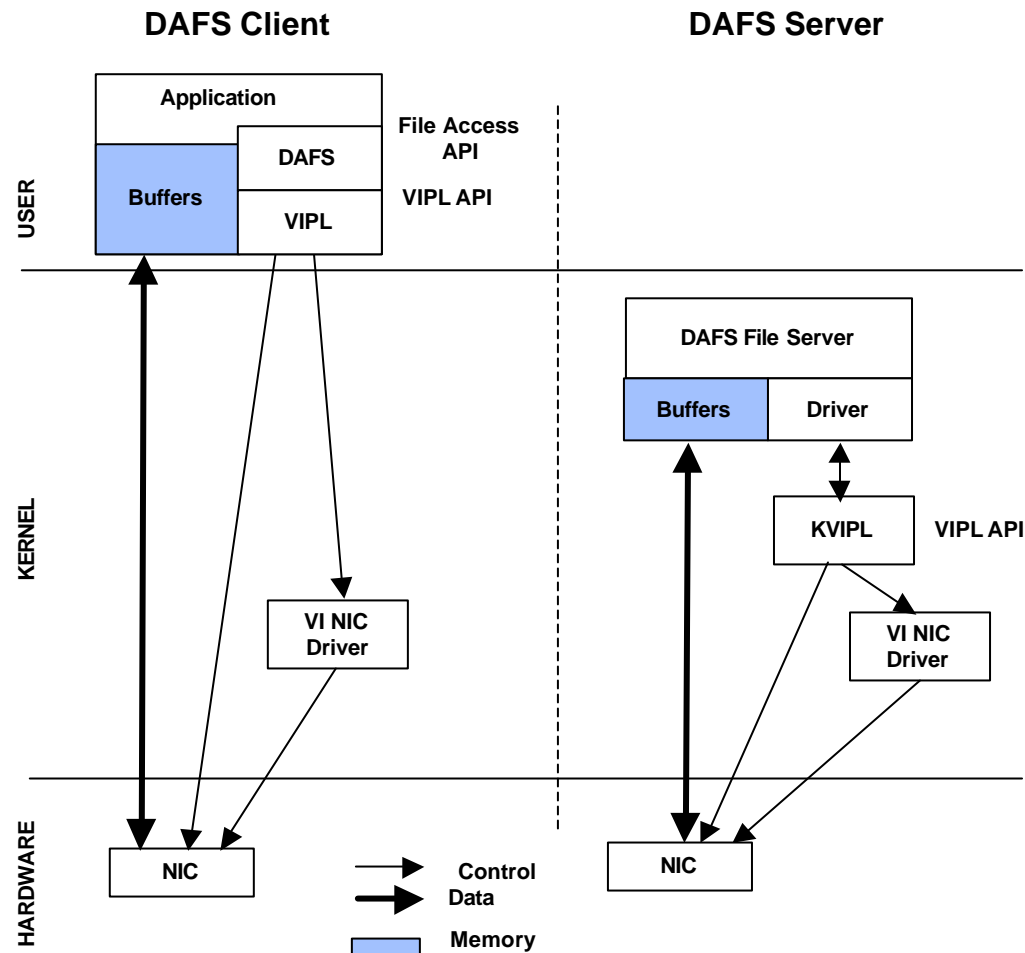 DAFS Client
DAFS Server
Application
File Access
API
DAFS
Buffers
VIPL API
VIPL
USER
DAFS File Server
Buffers
Driver
KVIPL
VIPL API
KERNEL
VI NIC
Driver
VI NIC
Driver
HARDWARE
NIC
NIC
Control
Data
Memory